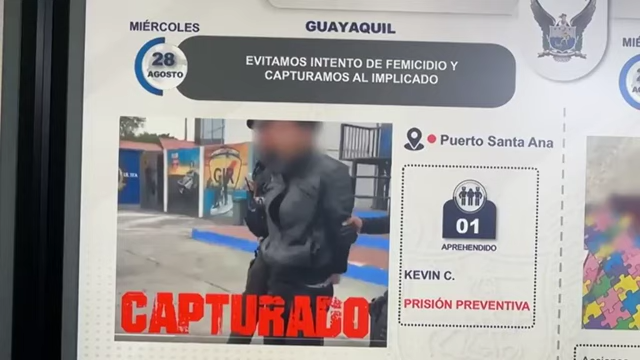 MIÉRCOLES
28
AGOSTO
GUAYAQUIL
EVITAMOS INTENTO DE FEMICIDIO Y
CAPTURAMOS AL IMPLICADO
GIR
CAPTURADO
Puerto Santa Ana
01
APREHENDIDO
KEVIN C.
PRISIÓN PREVENTIVA